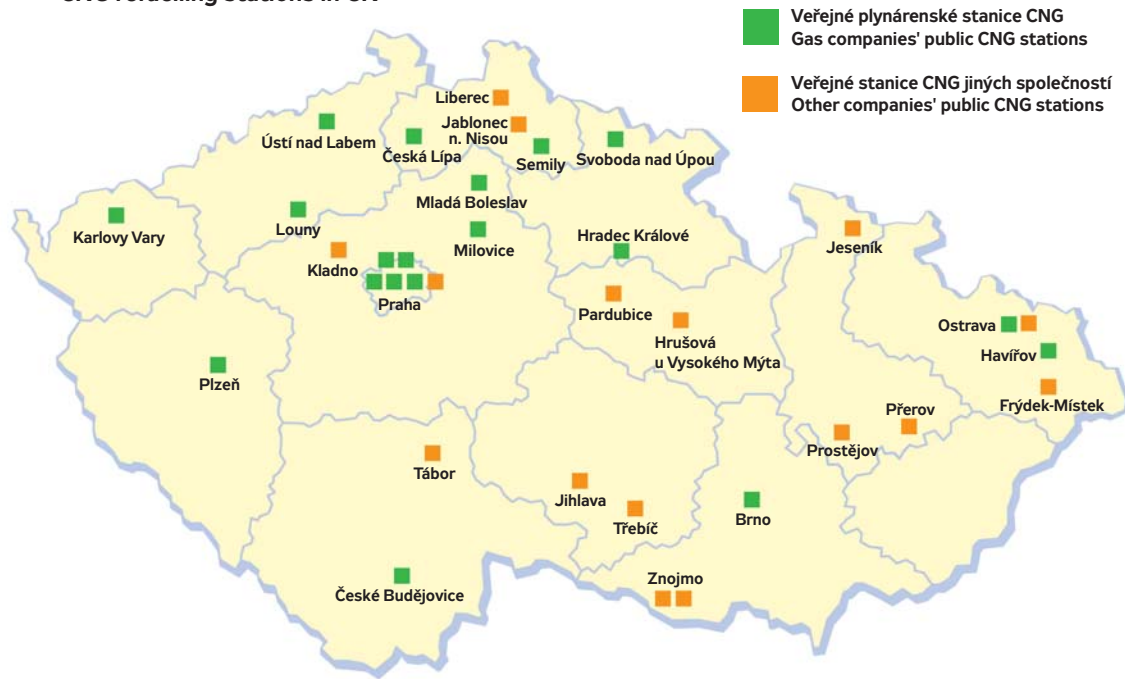 Veřejné plynárenské stanice CNG
Gas companies' public CNG stations
Veřejné stanice CNG jiných společností
Other companies' public CNG stations
Liberec
Jablonec
n. Nisou
Ústí nad Labem
Česká Lípa
Semily
Svoboda nad Úpou
Mladá Boleslav
Karlovy Vary
Louny
Milovice
Hradec Králové
Jeseník
Kladno
Praha
Pardubice
Hrušová
u Vysokého Mýta
Ostrava
Havířov
Plzeň
Frýdek-Místek
Přerov
Prostějov
Tábor
Jihlava
Třebíč
Brno
Znojmo
České Budějovice